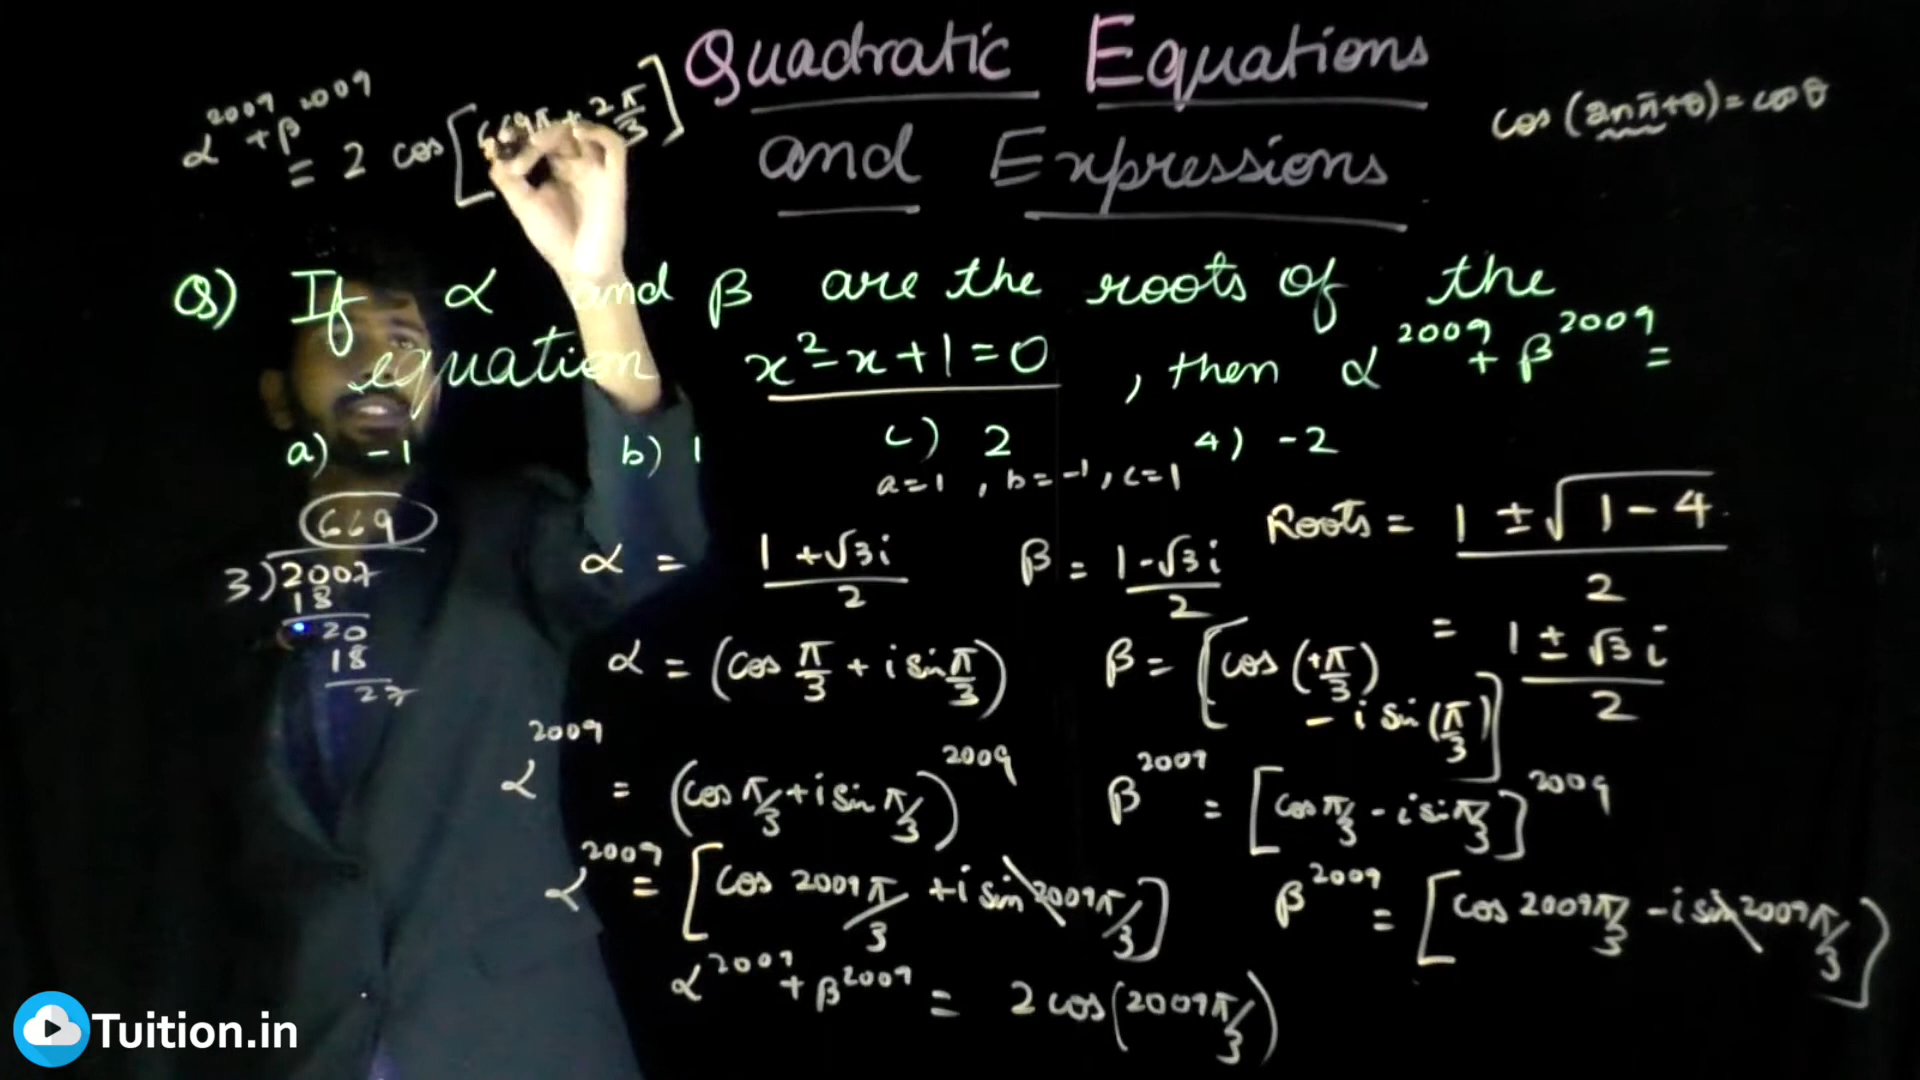 Quadratic Equations
and Expressions
α^2009 + β^2009
= 2 cos [669π + 2π/3]
cos (2nπ+θ) = cos θ
Q) If α and β are the roots of the
equation x²-x+1=0, then α^2009 + β^2009 =
a) -1 b) 1 c) 2 4) -2
a=1, b=-1, c=1
669
3)2007
18
20
18
27
Roots = 1 ± √1-4 / 2
= 1 ± √3 i / 2
α = 1+√3i / 2 β = 1-√3i / 2
α = (cos π/3 + i sin π/3) β = [cos (+π/3)
- i sin (π/3)]
α^2009 = (cos π/3 + i sin π/3)^2009 β^2009 = [cos π/3 - i sin π/3]^2009
α^2009 = [cos 2009π/3 + i sin 2009π/3] β^2009 = [cos 2009π/3 - i sin 2009π/3]
α^2009 + β^2009 = 2 cos (2009π/3)
Tuition.in